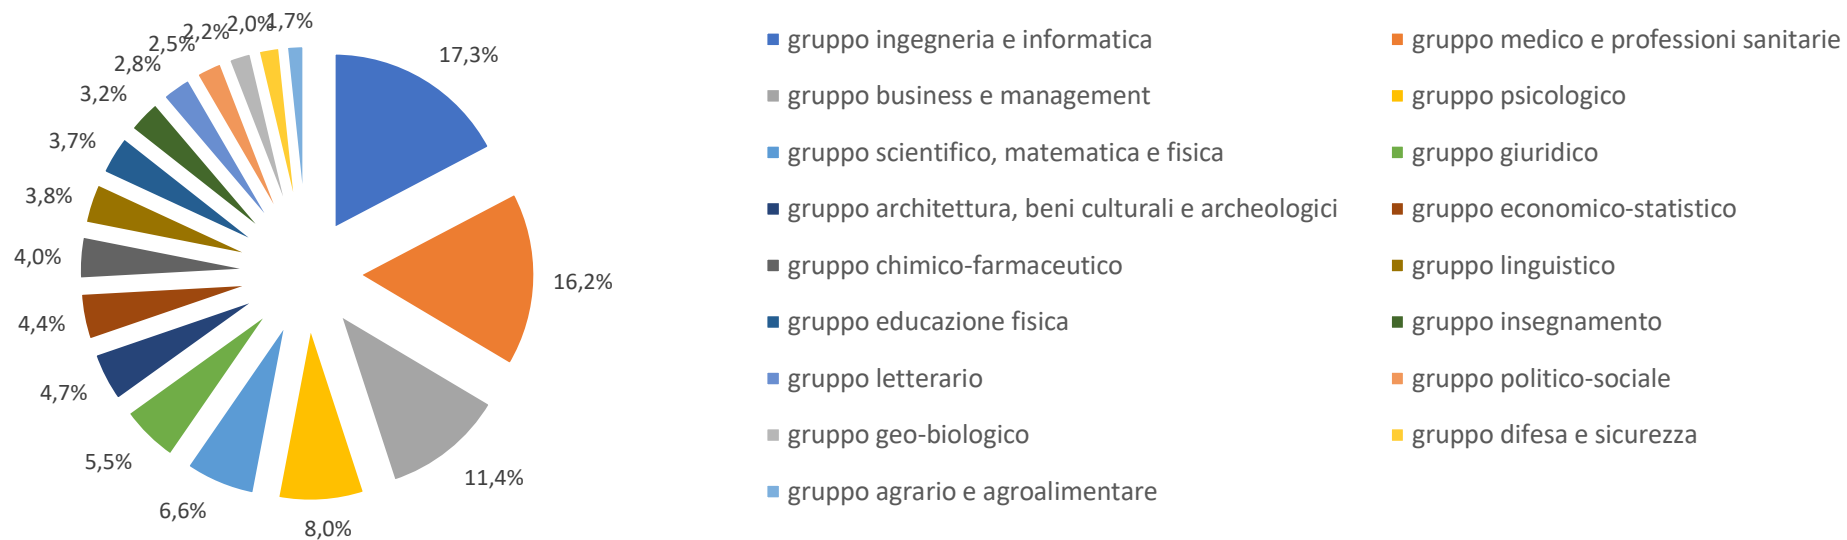 17,3%
16,2%
11,4%
8,0%
6,6%
5,5%
4,7%
4,4%
4,0%
3,8%
3,7%
3,2%
2,8%
2,5%
2,2%
2,0%
1,7%
gruppo ingegneria e informatica
gruppo medico e professioni sanitarie
gruppo business e management
gruppo psicologico
gruppo scientifico, matematica e fisica
gruppo giuridico
gruppo architettura, beni culturali e archeologici
gruppo economico-statistico
gruppo chimico-farmaceutico
gruppo linguistico
gruppo educazione fisica
gruppo insegnamento
gruppo letterario
gruppo politico-sociale
gruppo geo-biologico
gruppo difesa e sicurezza
gruppo agrario e agroalimentare